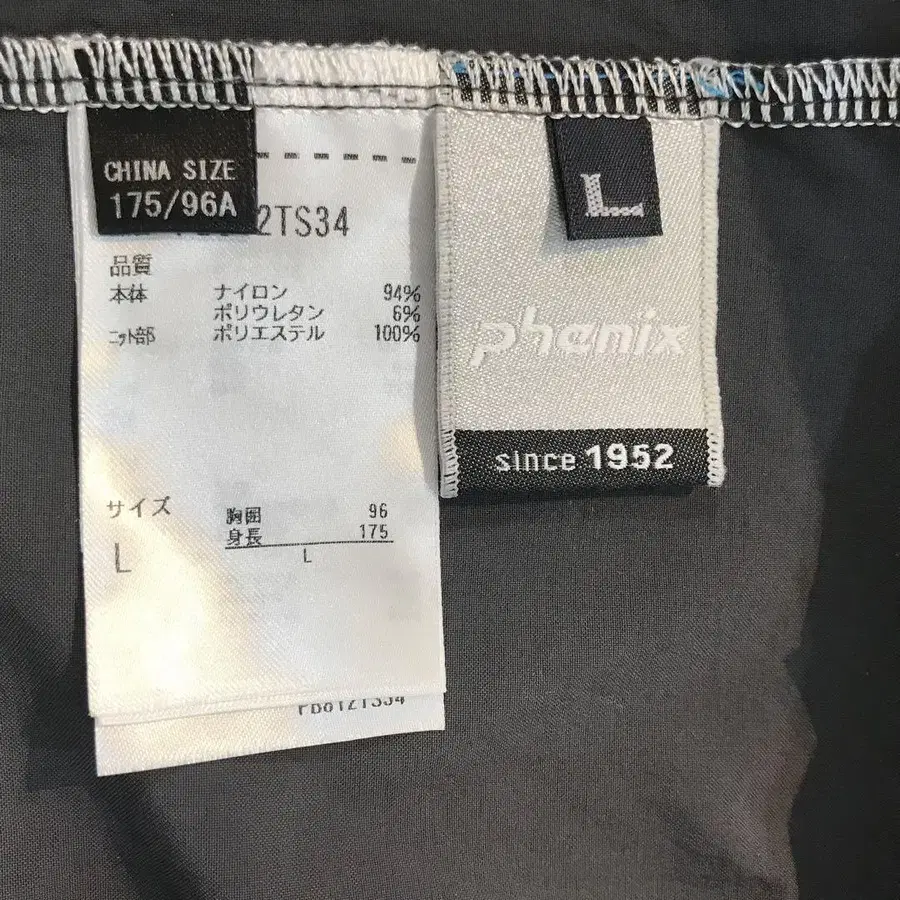 CHINA SIZE
175/96A
2TS34
品質
本体 ナイロン 94%
ポリウレタン 6%
ニット部 ポリエステル 100%
サイズ
胸囲 96
身長 175
L
L
L
phenix
since 1952